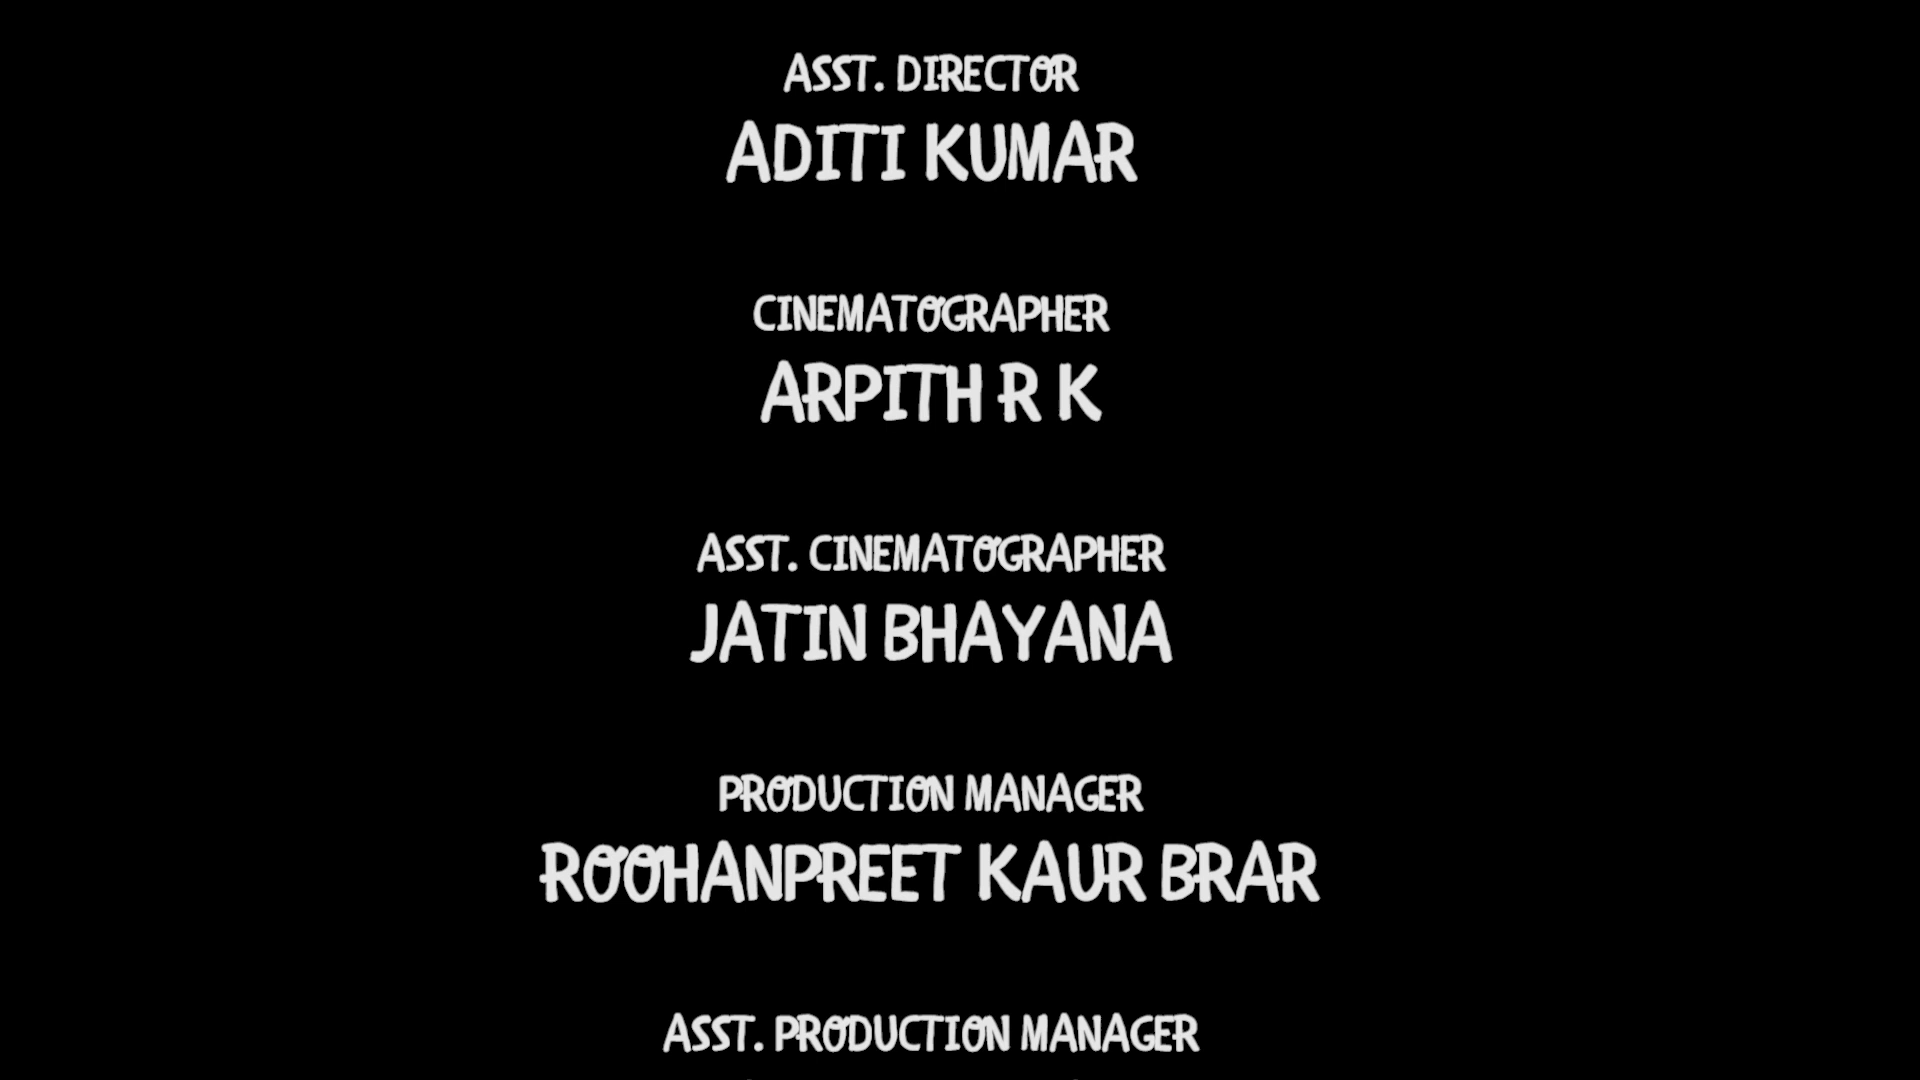 ASST. DIRECTOR
ADITI KUMAR
CINEMATOGRAPHER
ARPITH R K
ASST. CINEMATOGRAPHER
JATIN BHAYANA
PRODUCTION MANAGER
ROOHANPREET KAUR BRAR
ASST. PRODUCTION MANAGER